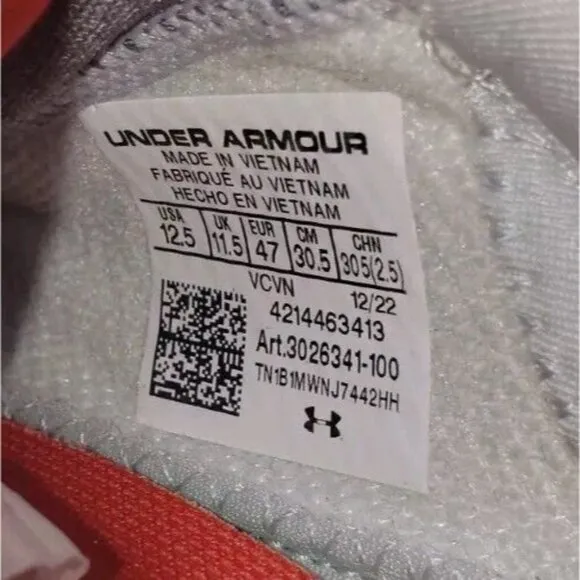 UNDER ARMOUR
MADE IN VIETNAM
FABRIQUÉ AU VIETNAM
HECHO EN VIETNAM
USA UK EUR CM CHN
12.5 11.5 47 30.5 305(2.5)
VCVN 12/22
4214463413
Art.3026341-100
TN1B1MWNJ7442HH